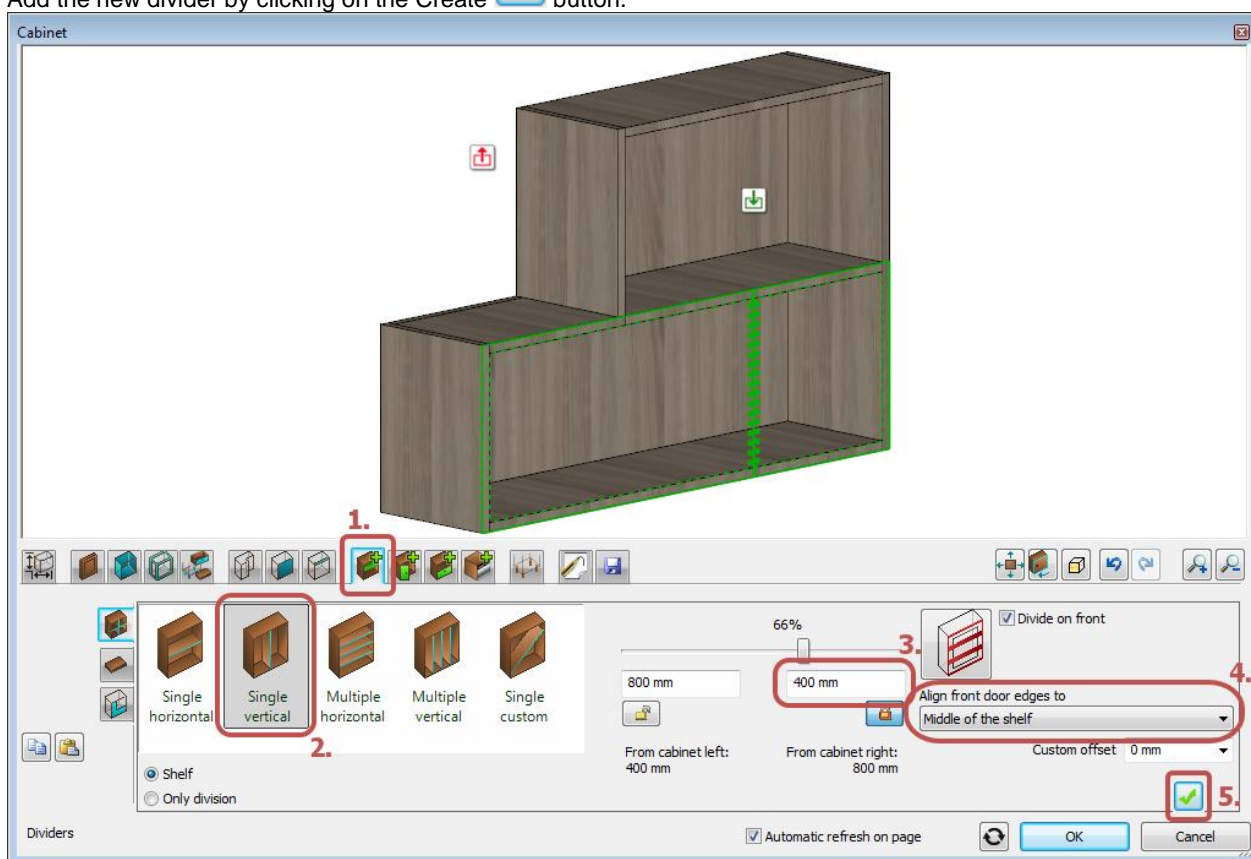 Add the new divider by clicking on the Create button.
Cabinet
1.
66%
3.
Divide on front
4.
800 mm
400 mm
Align front door edges to
Middle of the shelf
Single horizontal
Single vertical
Multiple horizontal
Multiple vertical
Single custom
2.
From cabinet left:
400 mm
From cabinet right:
800 mm
Custom offset 0 mm
Shelf
Only division
5.
Dividers
Automatic refresh on page
OK
Cancel